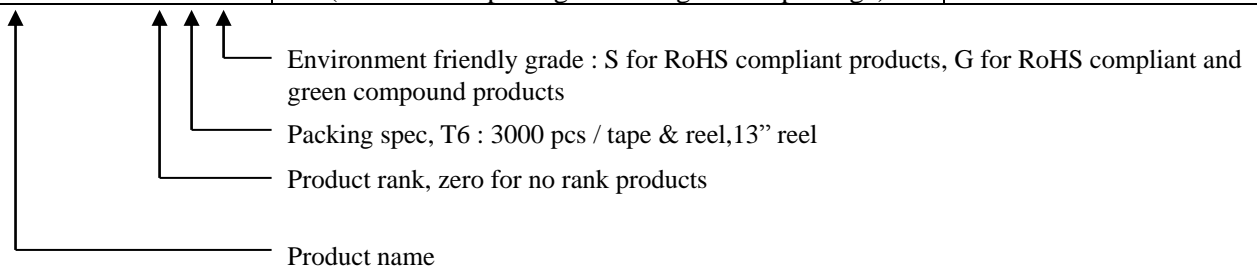 Environment friendly grade : S for RoHS compliant products, G for RoHS compliant and
green compound products
Packing spec, T6 : 3000 pcs / tape & reel,13” reel
Product rank, zero for no rank products
Product name